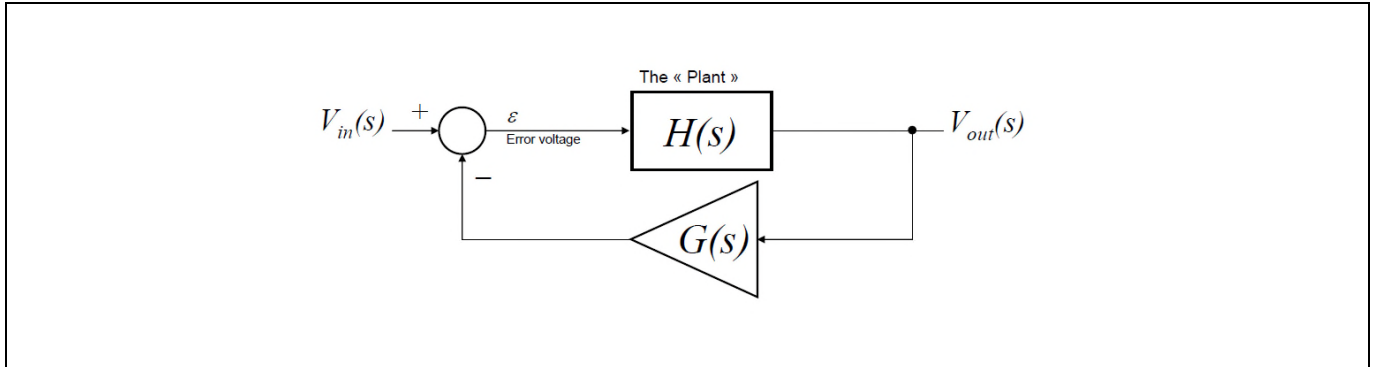 The « Plant »
V_in(s)
+
ε
Error voltage
H(s)
V_out(s)
−
G(s)